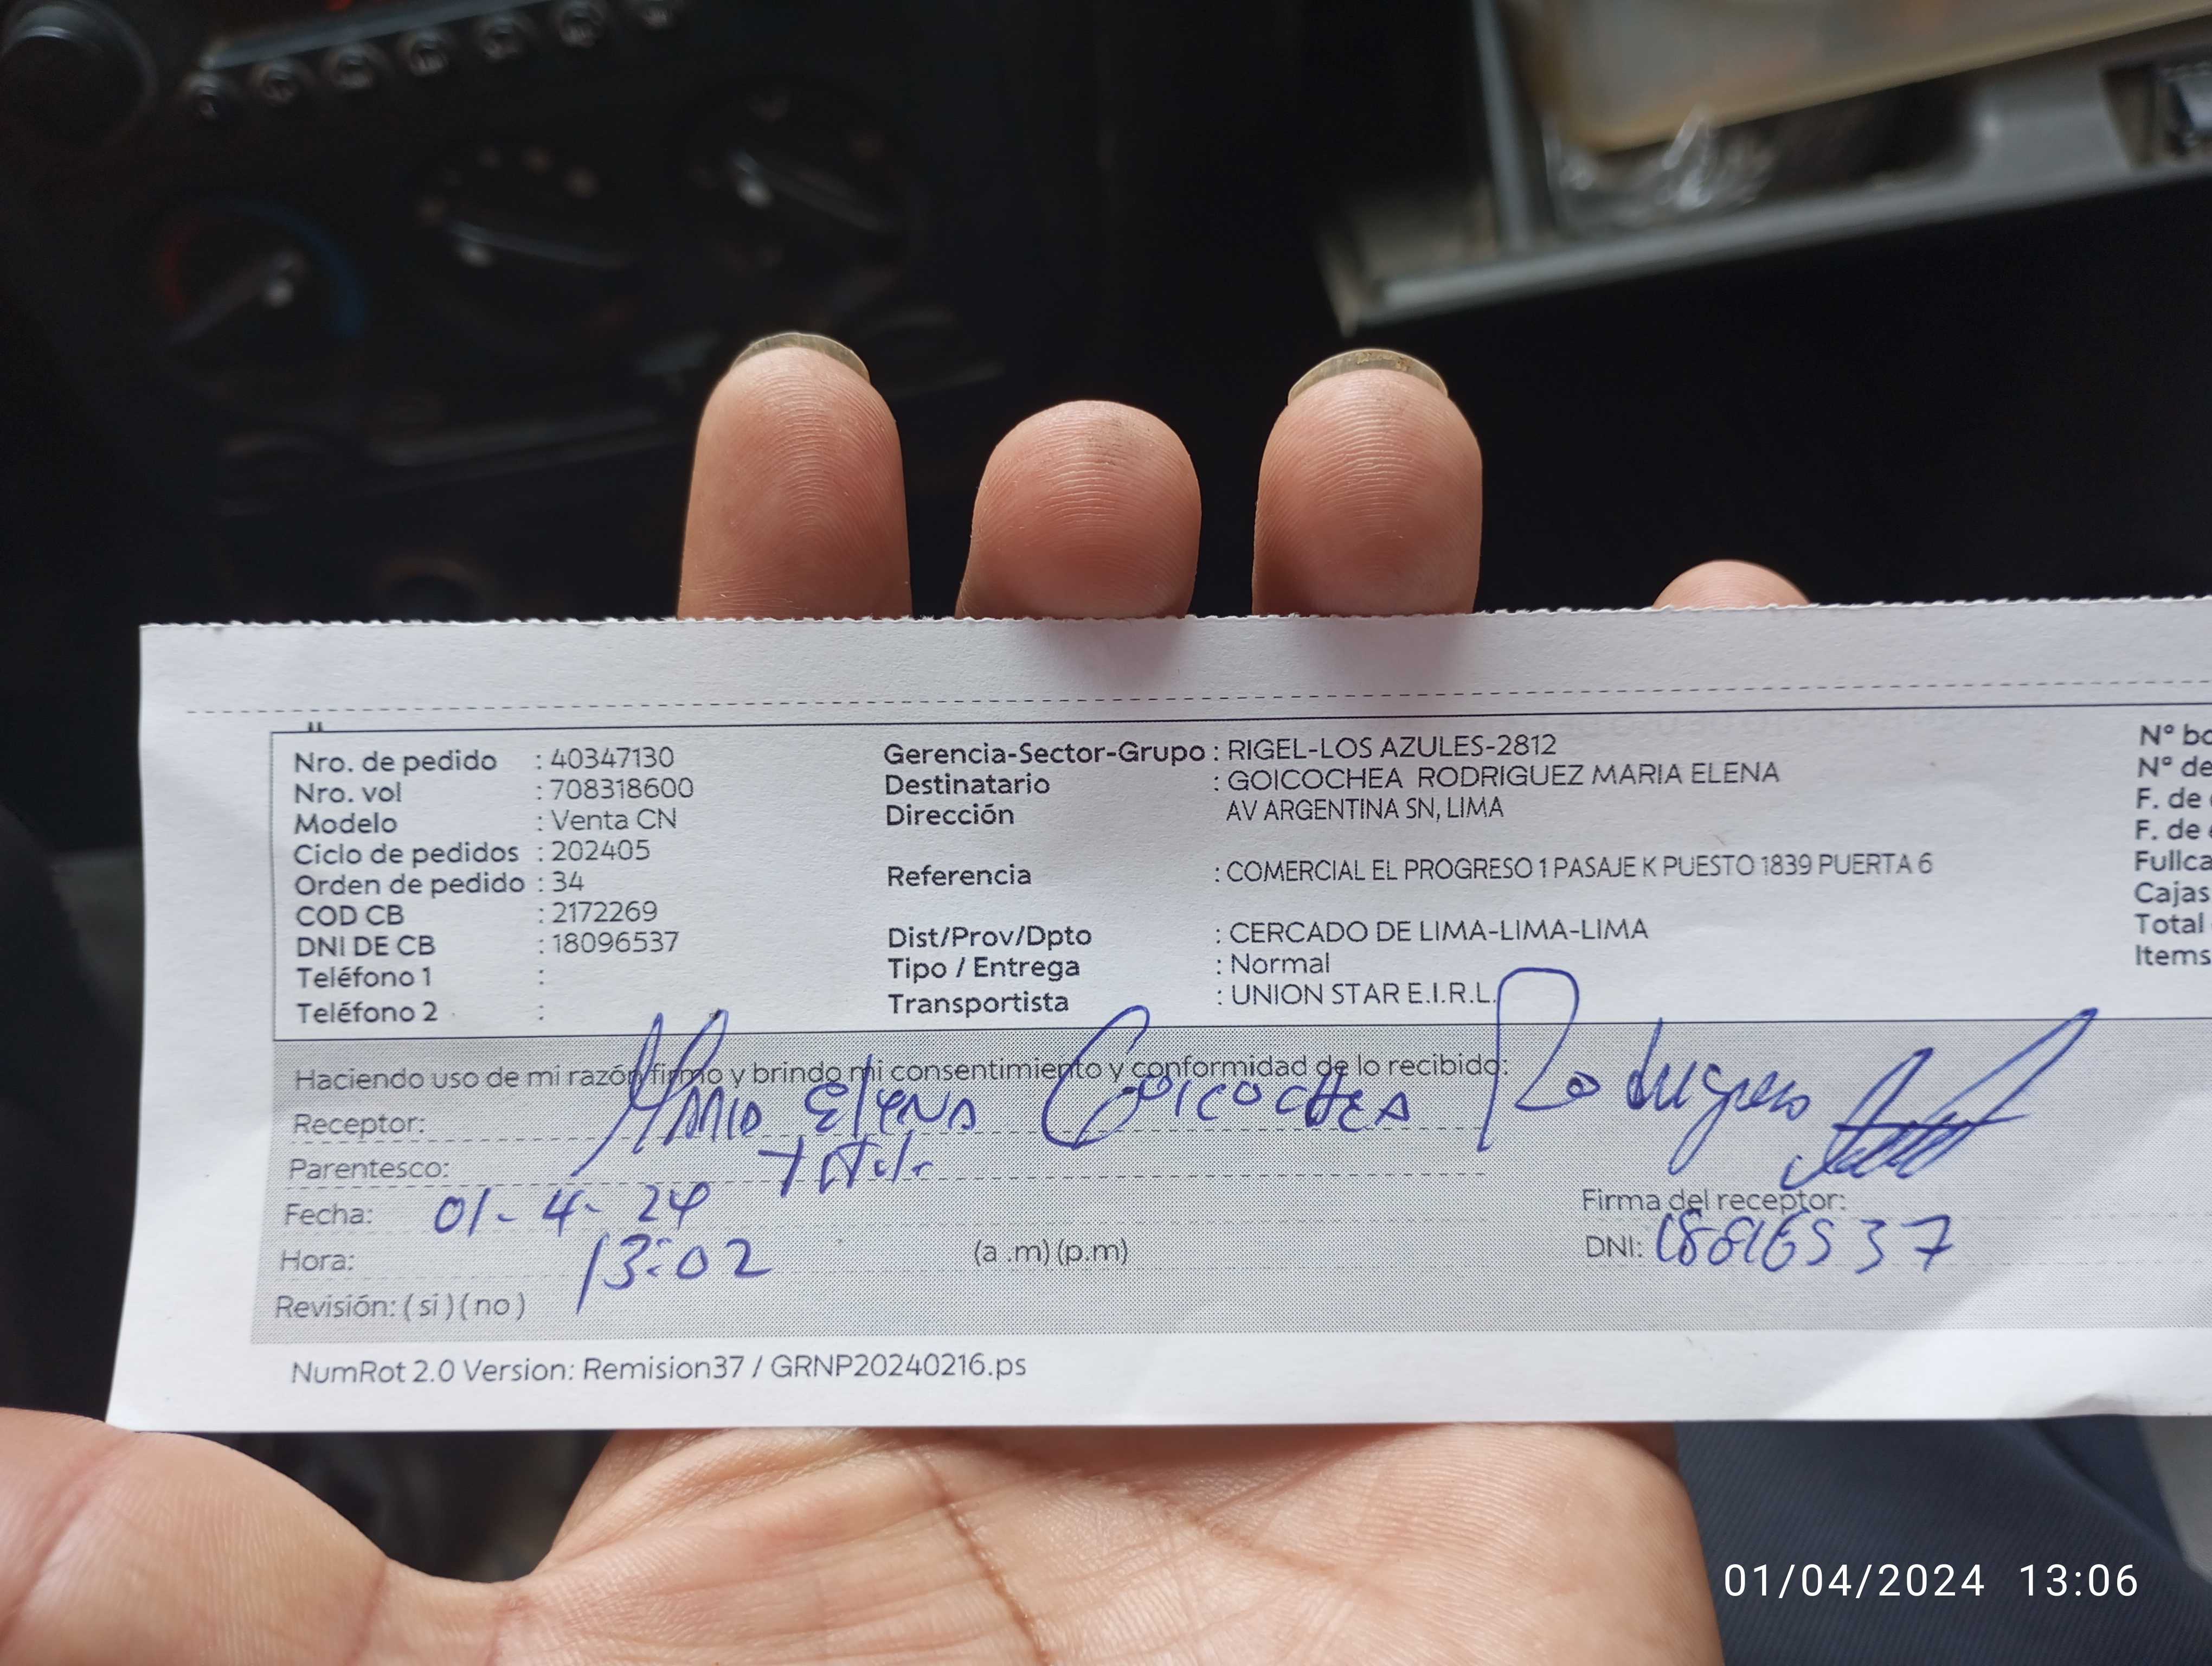 Nro. de pedido : 40347130
Nro. vol : 708318600
Modelo : Venta CN
Ciclo de pedidos : 202405
Orden de pedido : 34
COD CB : 2172269
DNI DE CB : 18096537
Teléfono 1 :
Teléfono 2 :
Gerencia-Sector-Grupo : RIGEL-LOS AZULES-2812
Destinatario : GOICOCHEA RODRIGUEZ MARIA ELENA
Dirección AV ARGENTINA SN, LIMA
Referencia : COMERCIAL EL PROGRESO 1 PASAJE K PUESTO 1839 PUERTA 6
Dist/Prov/Dpto : CERCADO DE LIMA-LIMA-LIMA
Tipo / Entrega : Normal
Transportista : UNION STAR E.I.R.L.
N°
N° de
F. de
F. de
Cajas
Total
Items
Haciendo uso de mi razón firmo y brindo mi consentimiento y conformidad de lo recibido:
Receptor: Maria Elena Goicochea Rodriguez
Parentesco:
Fecha: 01-4-24
Hora: 13:02 (a .m) (p.m)
Revisión: ( si ) ( no )
Firma del receptor:
DNI:
NumRot 2.0 Version: Remision37 / GRNP20240216.ps
01/04/2024 13:06